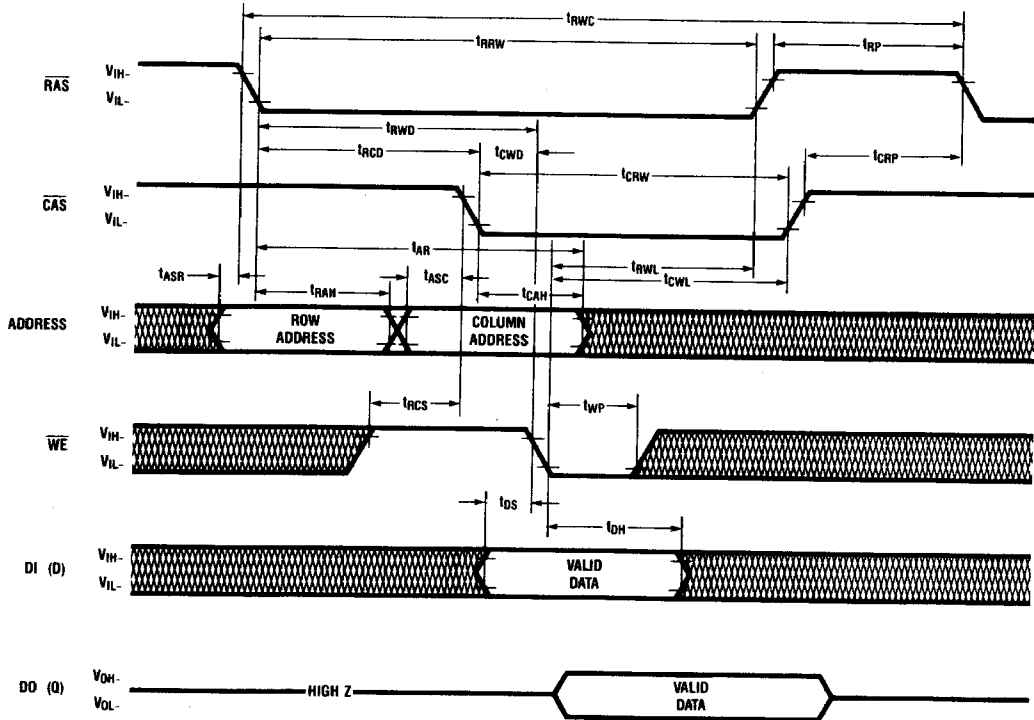 tRWC
tRRW
tRP
RAS
VIH-
VIL-
tRWD
tRCD
tCWD
tCRP
tCRW
CAS
VIH-
VIL-
tAR
tASR
tASC
tRWL
tCWL
tRAH
tCAH
ADDRESS
VIH-
VIL-
ROW
ADDRESS
COLUMN
ADDRESS
tRCS
tWP
WE
VIH-
VIL-
tDS
tDH
DI (D)
VIH-
VIL-
VALID
DATA
DO (Q)
VOH-
VOL-
HIGH Z
VALID
DATA